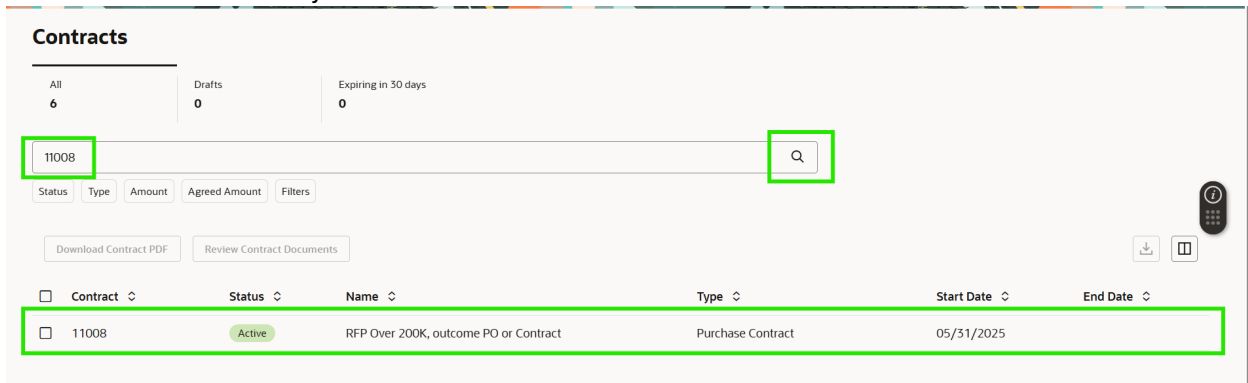 Contracts
All Drafts Expiring in 30 days
6 0 0
11008
Status Type Amount Agreed Amount Filters
Download Contract PDF Review Contract Documents
Contract Status Name Type Start Date End Date
11008 Active RFP Over 200K, outcome PO or Contract Purchase Contract 05/31/2025